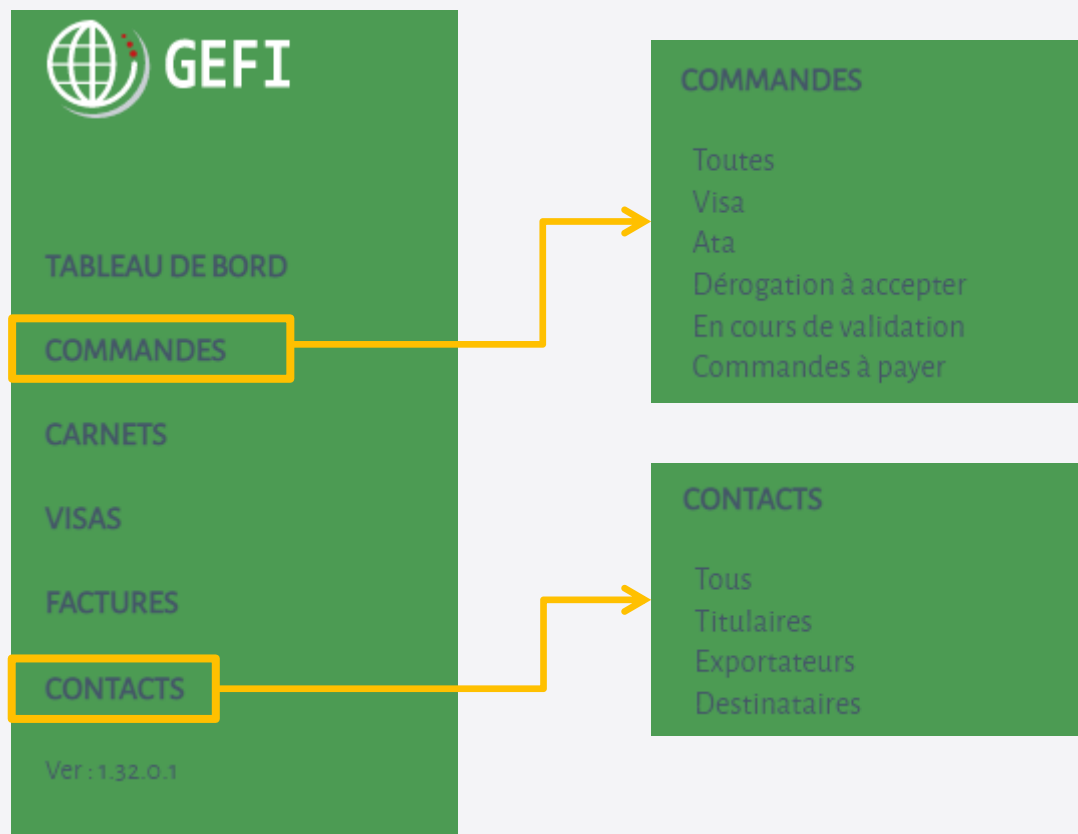 GEFI
TABLEAU DE BORD
COMMANDES
CARNETS
VISAS
FACTURES
CONTACTS
Ver : 1.32.0.1
COMMANDES
Toutes
Visa
Ata
Dérogation à accepter
En cours de validation
Commandes à payer
CONTACTS
Tous
Titulaires
Exportateurs
Destinataires